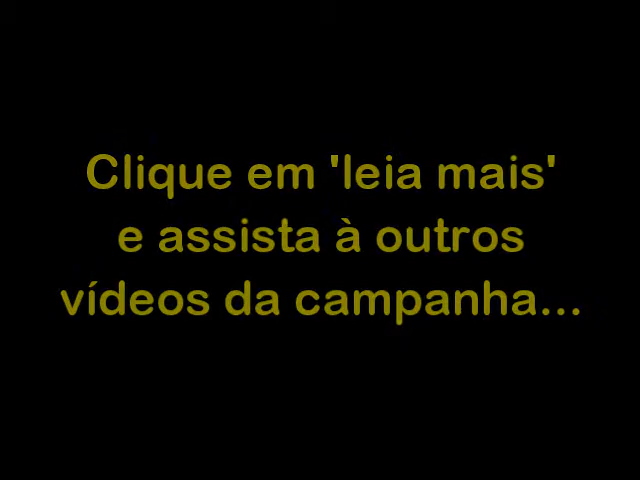 Clique em 'leia mais'
e assista à outros
vídeos da campanha...